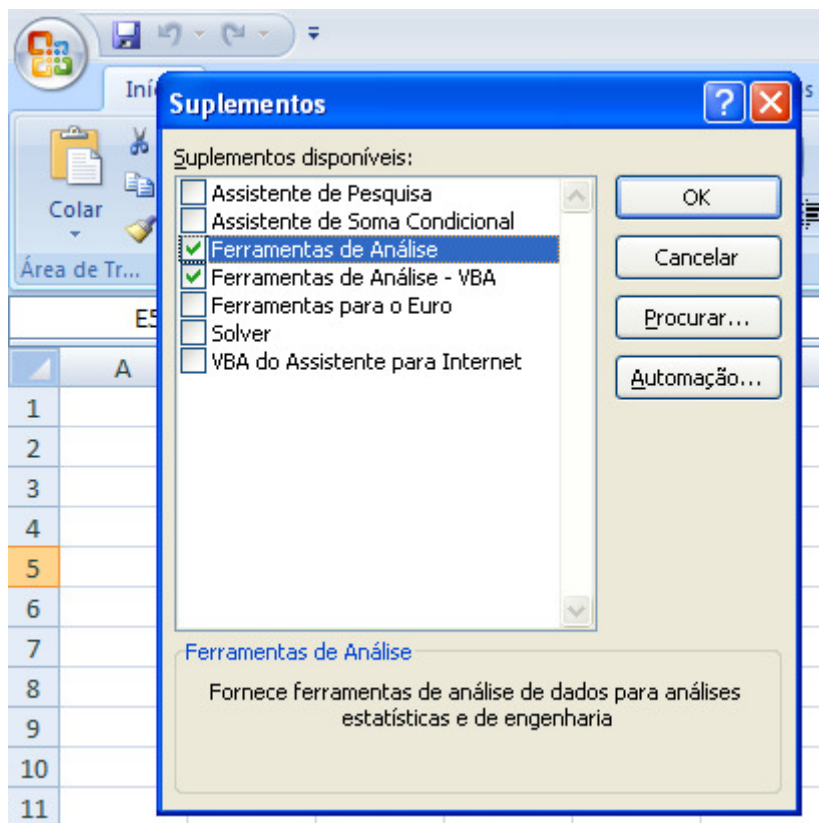 Iní
s
Colar
Área de Tr...
E5
A
1
2
3
4
5
6
7
8
9
10
11
Suplementos
?
Suplementos disponíveis:
Assistente de Pesquisa
Assistente de Soma Condicional
Ferramentas de Análise
Ferramentas de Análise - VBA
Ferramentas para o Euro
Solver
VBA do Assistente para Internet
OK
Cancelar
Procurar...
Automação...
Ferramentas de Análise
Fornece ferramentas de análise de dados para análises
estatísticas e de engenharia